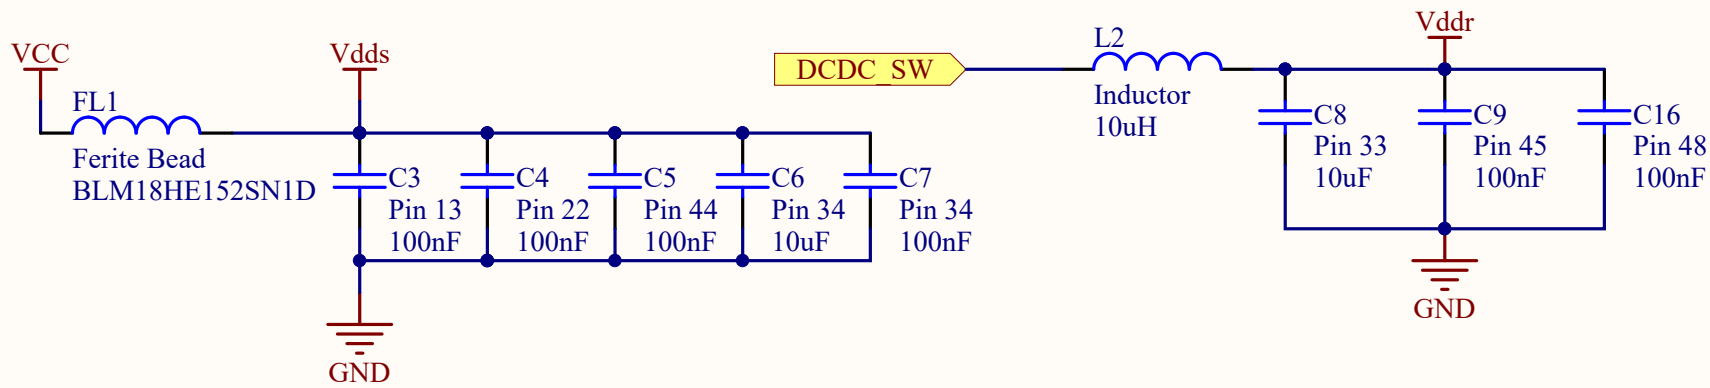 VCC
FL1
Ferite Bead
BLM18HE152SN1D
Vdds
C3
Pin 13
100nF
C4
Pin 22
100nF
C5
Pin 44
100nF
C6
Pin 34
10uF
C7
Pin 34
100nF
GND
DCDC_SW
L2
Inductor
10uH
Vddr
C8
Pin 33
10uF
C9
Pin 45
100nF
C16
Pin 48
100nF
GND